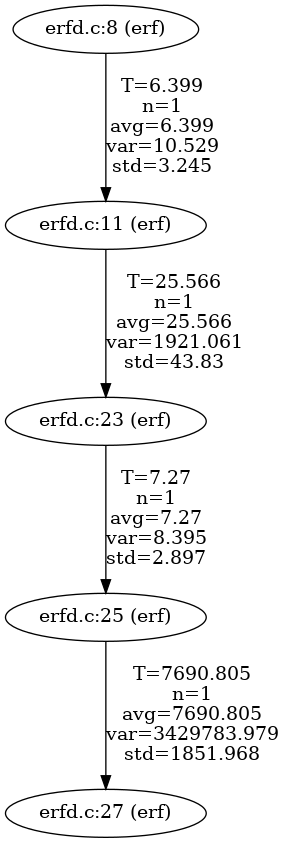 erfd.c:8 (erf)
T=6.399
n=1
avg=6.399
var=10.529
std=3.245
erfd.c:11 (erf)
T=25.566
n=1
avg=25.566
var=1921.061
std=43.83
erfd.c:23 (erf)
T=7.27
n=1
avg=7.27
var=8.395
std=2.897
erfd.c:25 (erf)
T=7690.805
n=1
avg=7690.805
var=3429783.979
std=1851.968
erfd.c:27 (erf)